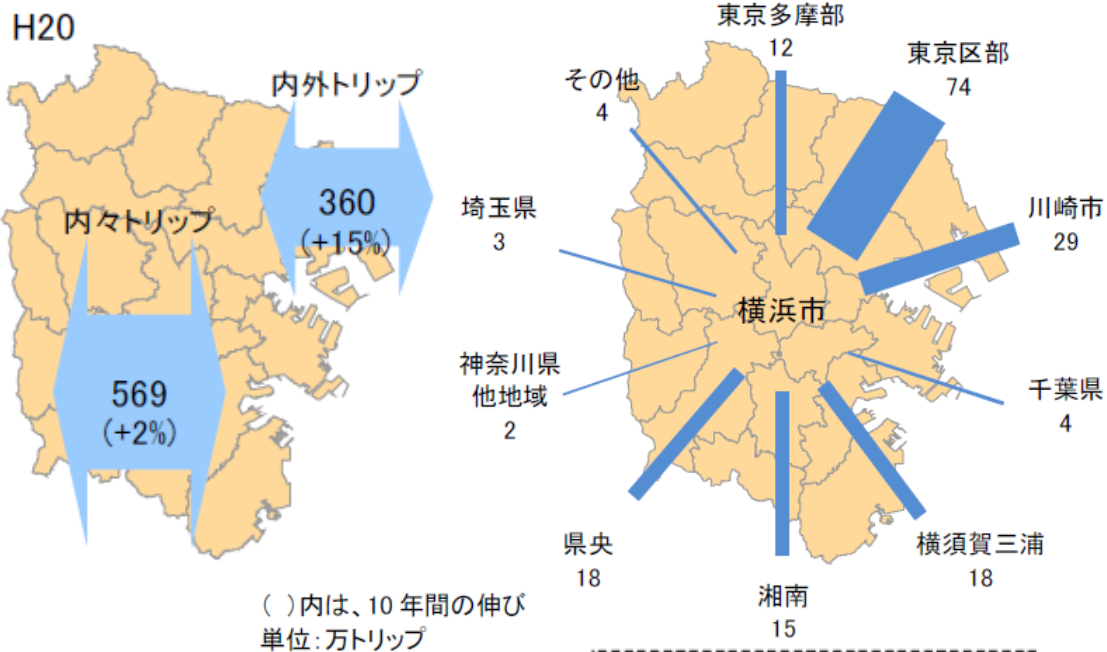 H20
内外トリップ
360
(+15%)
内々トリップ
569
(+2%)
( )内は、10 年間の伸び
単位:万トリップ
東京多摩部
12
東京区部
74
その他
4
川崎市
29
埼玉県
3
横浜市
神奈川県
他地域
2
千葉県
4
県央
18
横須賀三浦
18
湘南
15